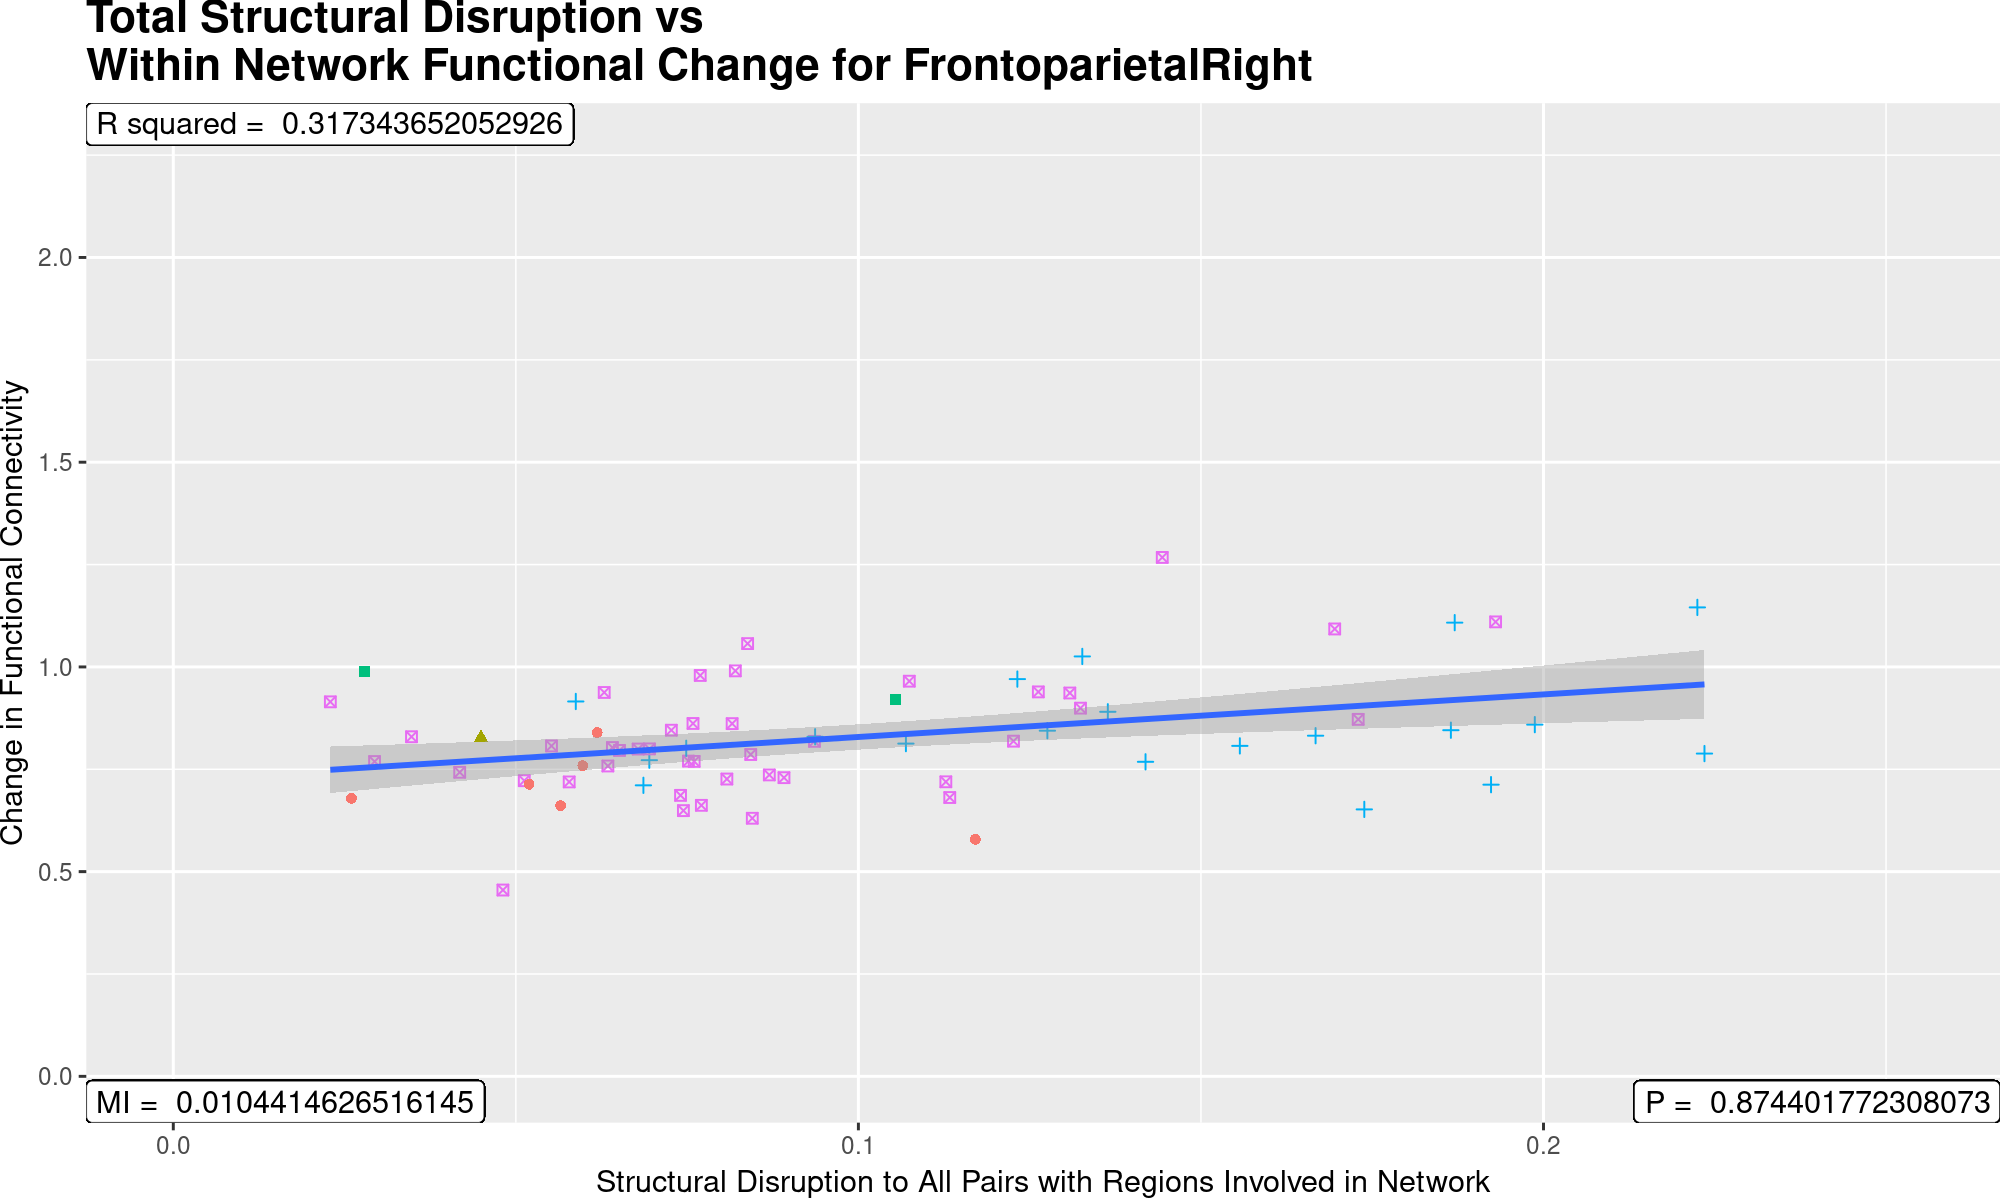 Total Structural Disruption vs
Within Network Functional Change for FrontoparietalRight
R squared =  0.317343652052926
2.0
1.5
1.0
0.5
0.0
Change in Functional Connectivity
MI =  0.0104414626516145
P =  0.874401772308073
0.0
0.1
0.2
Structural Disruption to All Pairs with Regions Involved in Network